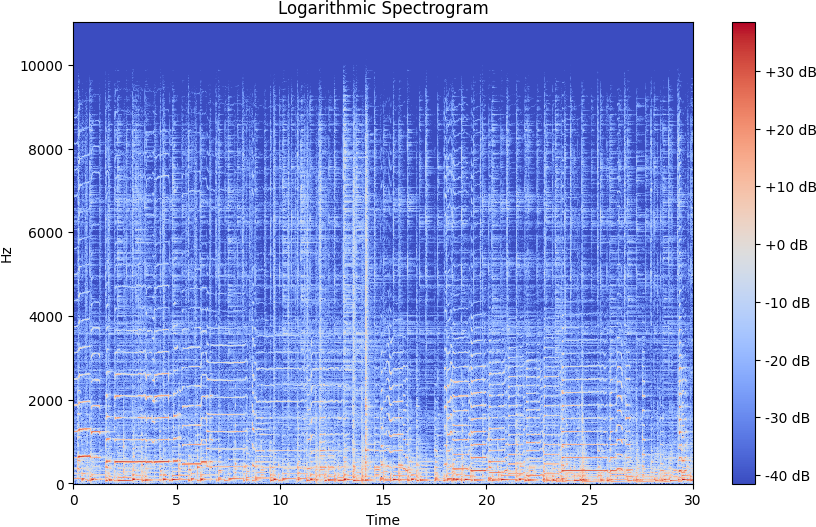 Logarithmic Spectrogram
Hz
10000
8000
6000
4000
2000
0
0 5 10 15 20 25 30
Time
+30 dB
+20 dB
+10 dB
+0 dB
-10 dB
-20 dB
-30 dB
-40 dB